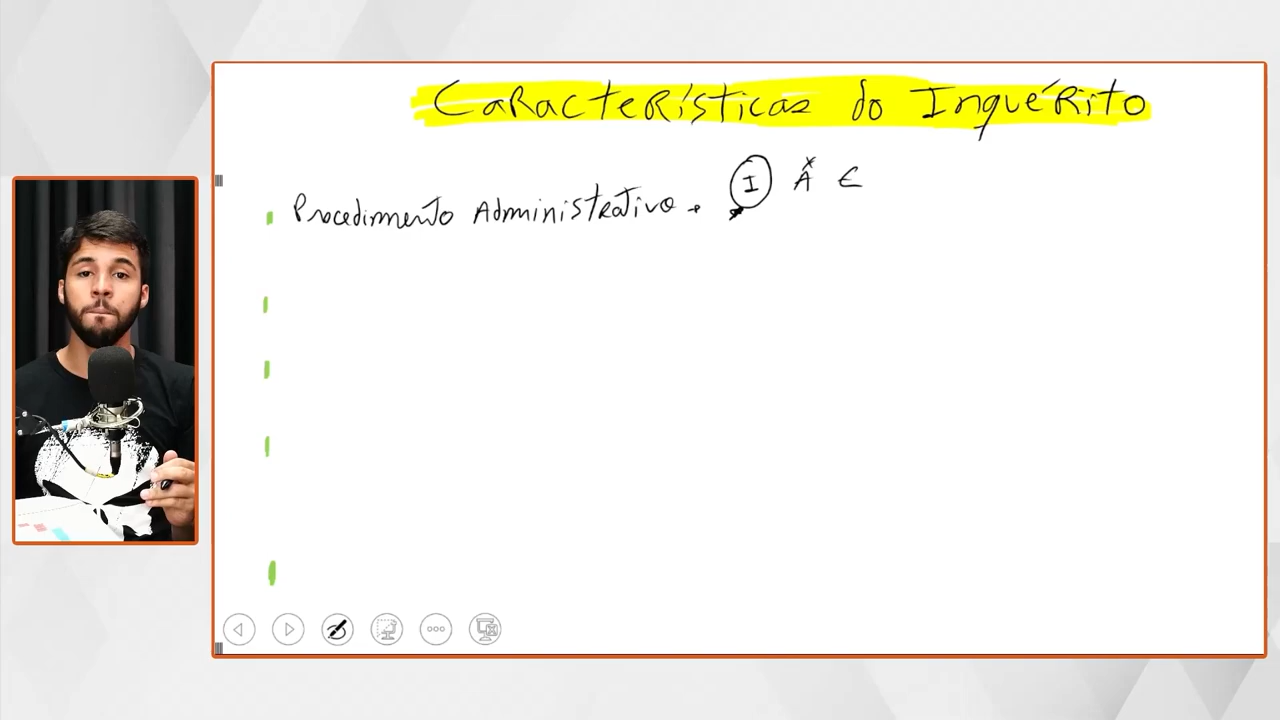 Características do Inquérito
I A E
Procedimento Administrativo